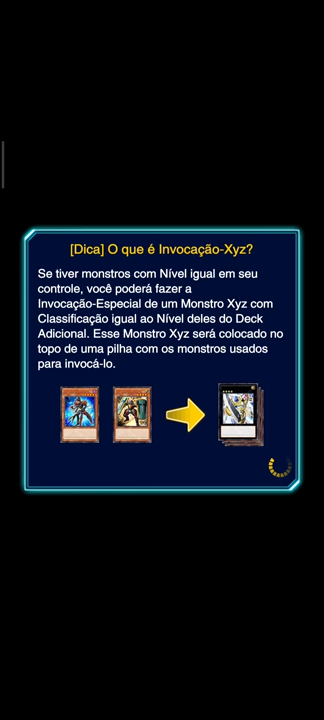 [Dica] O que é Invocação-Xyz?
Se tiver monstros com Nível igual em seu
controle, você poderá fazer a
Invocação-Especial de um Monstro Xyz com
Classificação igual ao Nível deles do Deck
Adicional. Esse Monstro Xyz será colocado no
topo de uma pilha com os monstros usados
para invocá-lo.